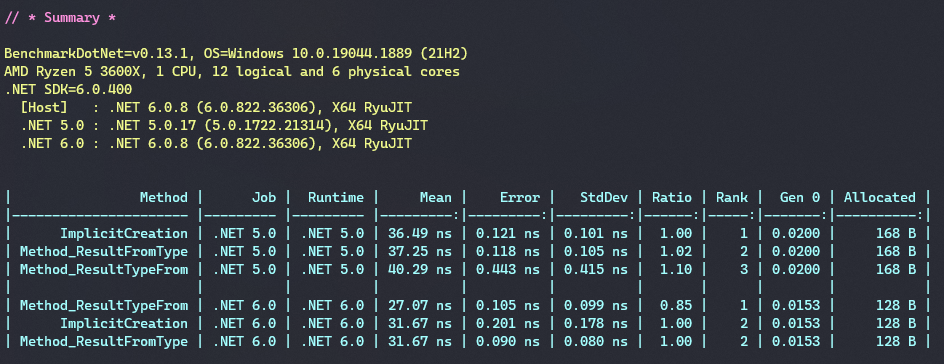 // * Summary *
BenchmarkDotNet=v0.13.1, OS=Windows 10.0.19044.1889 (21H2)
AMD Ryzen 5 3600X, 1 CPU, 12 logical and 6 physical cores
.NET SDK=6.0.400
[Host]   : .NET 6.0.8 (6.0.822.36306), X64 RyuJIT
.NET 5.0 : .NET 5.0.17 (5.0.1722.21314), X64 RyuJIT
.NET 6.0 : .NET 6.0.8 (6.0.822.36306), X64 RyuJIT
|                Method |      Job |  Runtime |     Mean |    Error |   StdDev | Ratio | Rank |  Gen 0 | Allocated |
|---------------------- |--------- |--------- |---------:|---------:|---------:|------:|-----:|-------:|----------:|
|      ImplicitCreation | .NET 5.0 | .NET 5.0 | 36.49 ns | 0.121 ns | 0.101 ns |  1.00 |    1 | 0.0200 |     168 B |
| Method_ResultFromType | .NET 5.0 | .NET 5.0 | 37.25 ns | 0.118 ns | 0.105 ns |  1.02 |    2 | 0.0200 |     168 B |
| Method_ResultTypeFrom | .NET 5.0 | .NET 5.0 | 40.29 ns | 0.443 ns | 0.415 ns |  1.10 |    3 | 0.0200 |     168 B |
|                       |          |          |          |          |          |       |      |        |           |
| Method_ResultTypeFrom | .NET 6.0 | .NET 6.0 | 27.07 ns | 0.105 ns | 0.099 ns |  0.85 |    1 | 0.0153 |     128 B |
|      ImplicitCreation | .NET 6.0 | .NET 6.0 | 31.67 ns | 0.201 ns | 0.178 ns |  1.00 |    2 | 0.0153 |     128 B |
| Method_ResultFromType | .NET 6.0 | .NET 6.0 | 31.67 ns | 0.090 ns | 0.080 ns |  1.00 |    2 | 0.0153 |     128 B |